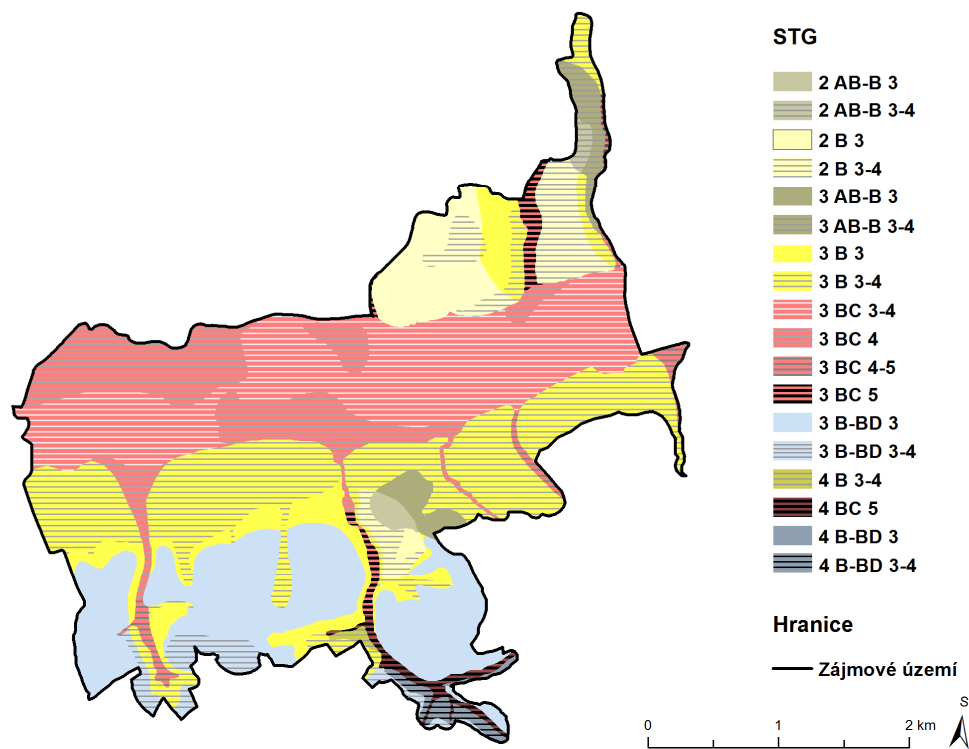 STG
2 AB-B 3
2 AB-B 3-4
2 B 3
2 B 3-4
3 AB-B 3
3 AB-B 3-4
3 B 3
3 B 3-4
3 BC 3-4
3 BC 4
3 BC 4-5
3 BC 5
3 B-BD 3
3 B-BD 3-4
4 B 3-4
4 BC 5
4 B-BD 3
4 B-BD 3-4
Hranice
Zájmové území
S
0 1 2 km